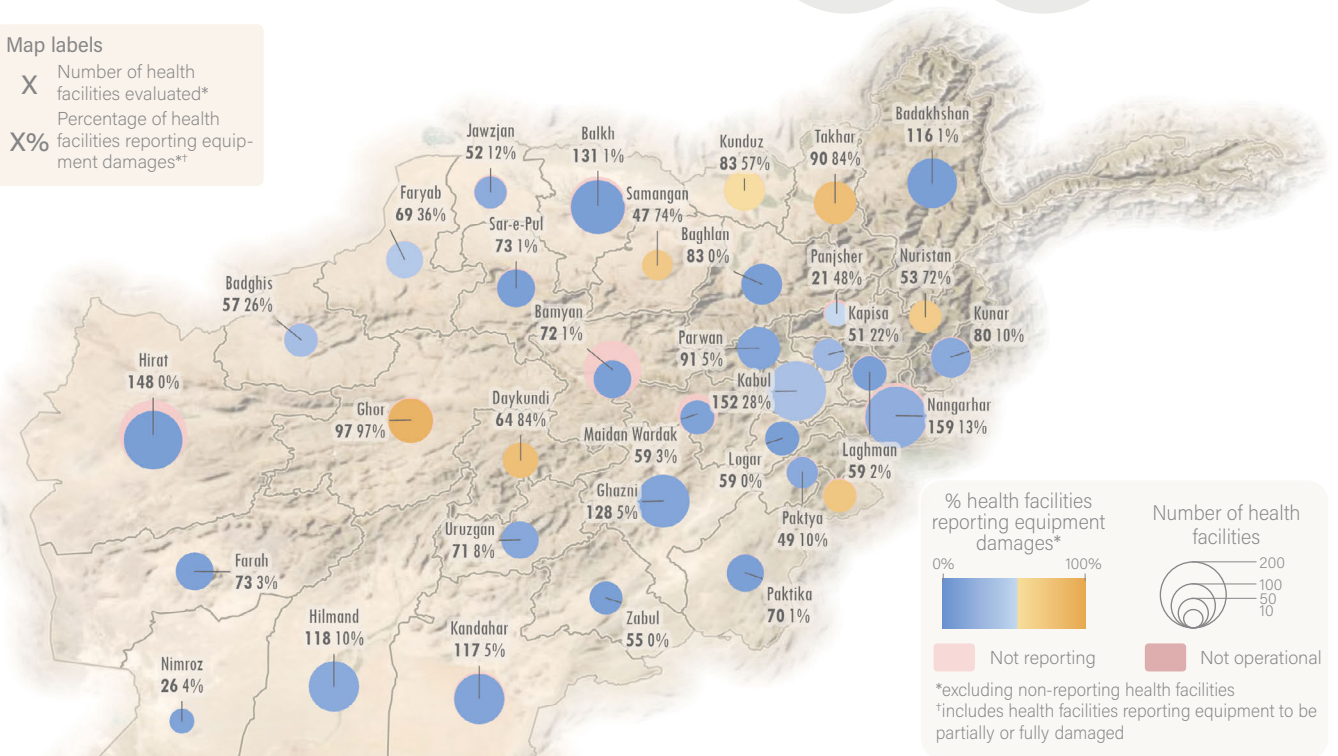 Map labels
X
Number of health
facilities evaluated*
X%
Percentage of health
facilities reporting equip-
ment damages*†
Jawzjan
52 12%
Balkh
131 1%
Kunduz
83 57%
Takhar
90 84%
Badakhshan
116 1%
Faryab
69 36%
Samangan
47 74%
Sar-e-Pul
73 1%
Baghlan
83 0%
Panjsher
21 48%
Nuristan
53 72%
Badghis
57 26%
Bamyan
72 1%
Kapisa
51 22%
Kunar
80 10%
Parwan
91 5%
Hirat
148 0%
Kabul
152 28%
Ghor
97 97%
Daykundi
64 84%
Nangarhar
159 13%
Maidan Wardak
59 3%
Laghman
59 2%
Logar
59 0%
Ghazni
128 5%
Paktya
49 10%
Uruzgan
71 8%
Farah
73 3%
Paktika
70 1%
Zabul
55 0%
Hilmand
118 10%
Kandahar
117 5%
Nimroz
26 4%
% health facilities
reporting equipment
damages*
0% 100%
Number of health
facilities
200
100
50
10
Not reporting
Not operational
*excluding non-reporting health facilities
†includes health facilities reporting equipment to be
partially or fully damaged